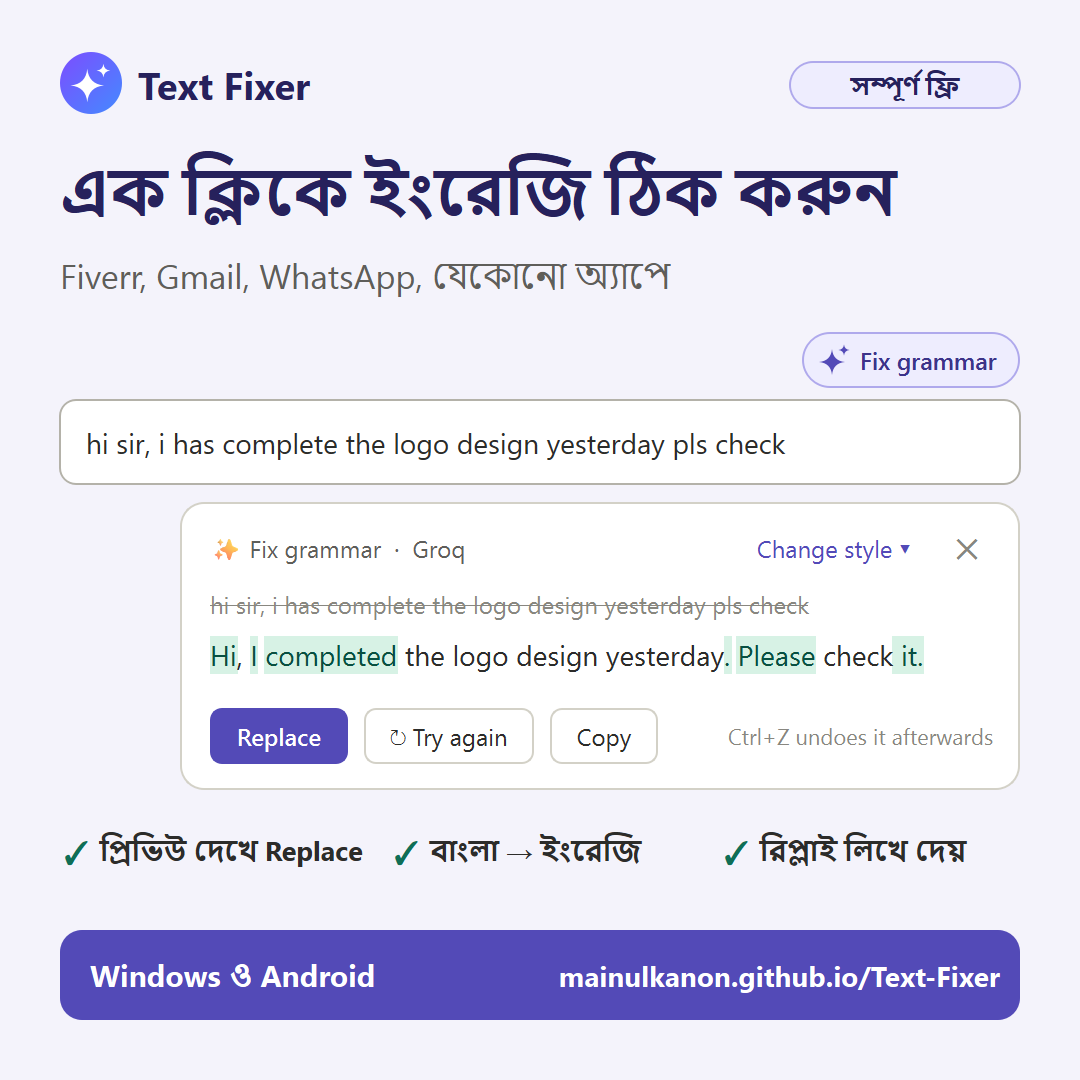 Text Fixer
সম্পূর্ণ ফ্রি
এক ক্লিকে ইংরেজি ঠিক করুন
Fiverr, Gmail, WhatsApp, যেকোনো অ্যাপে
Fix grammar
hi sir, i has complete the logo design yesterday pls check
Fix grammar · Groq
Change style ▾
hi sir, i has complete the logo design yesterday pls check
Hi, I completed the logo design yesterday. Please check it.
Replace
↻ Try again
Copy
Ctrl+Z undoes it afterwards
✓ প্রিভিউ দেখে Replace
✓ বাংলা → ইংরেজি
✓ রিপ্লাই লিখে দেয়
Windows ও Android
mainulkanon.github.io/Text-Fixer